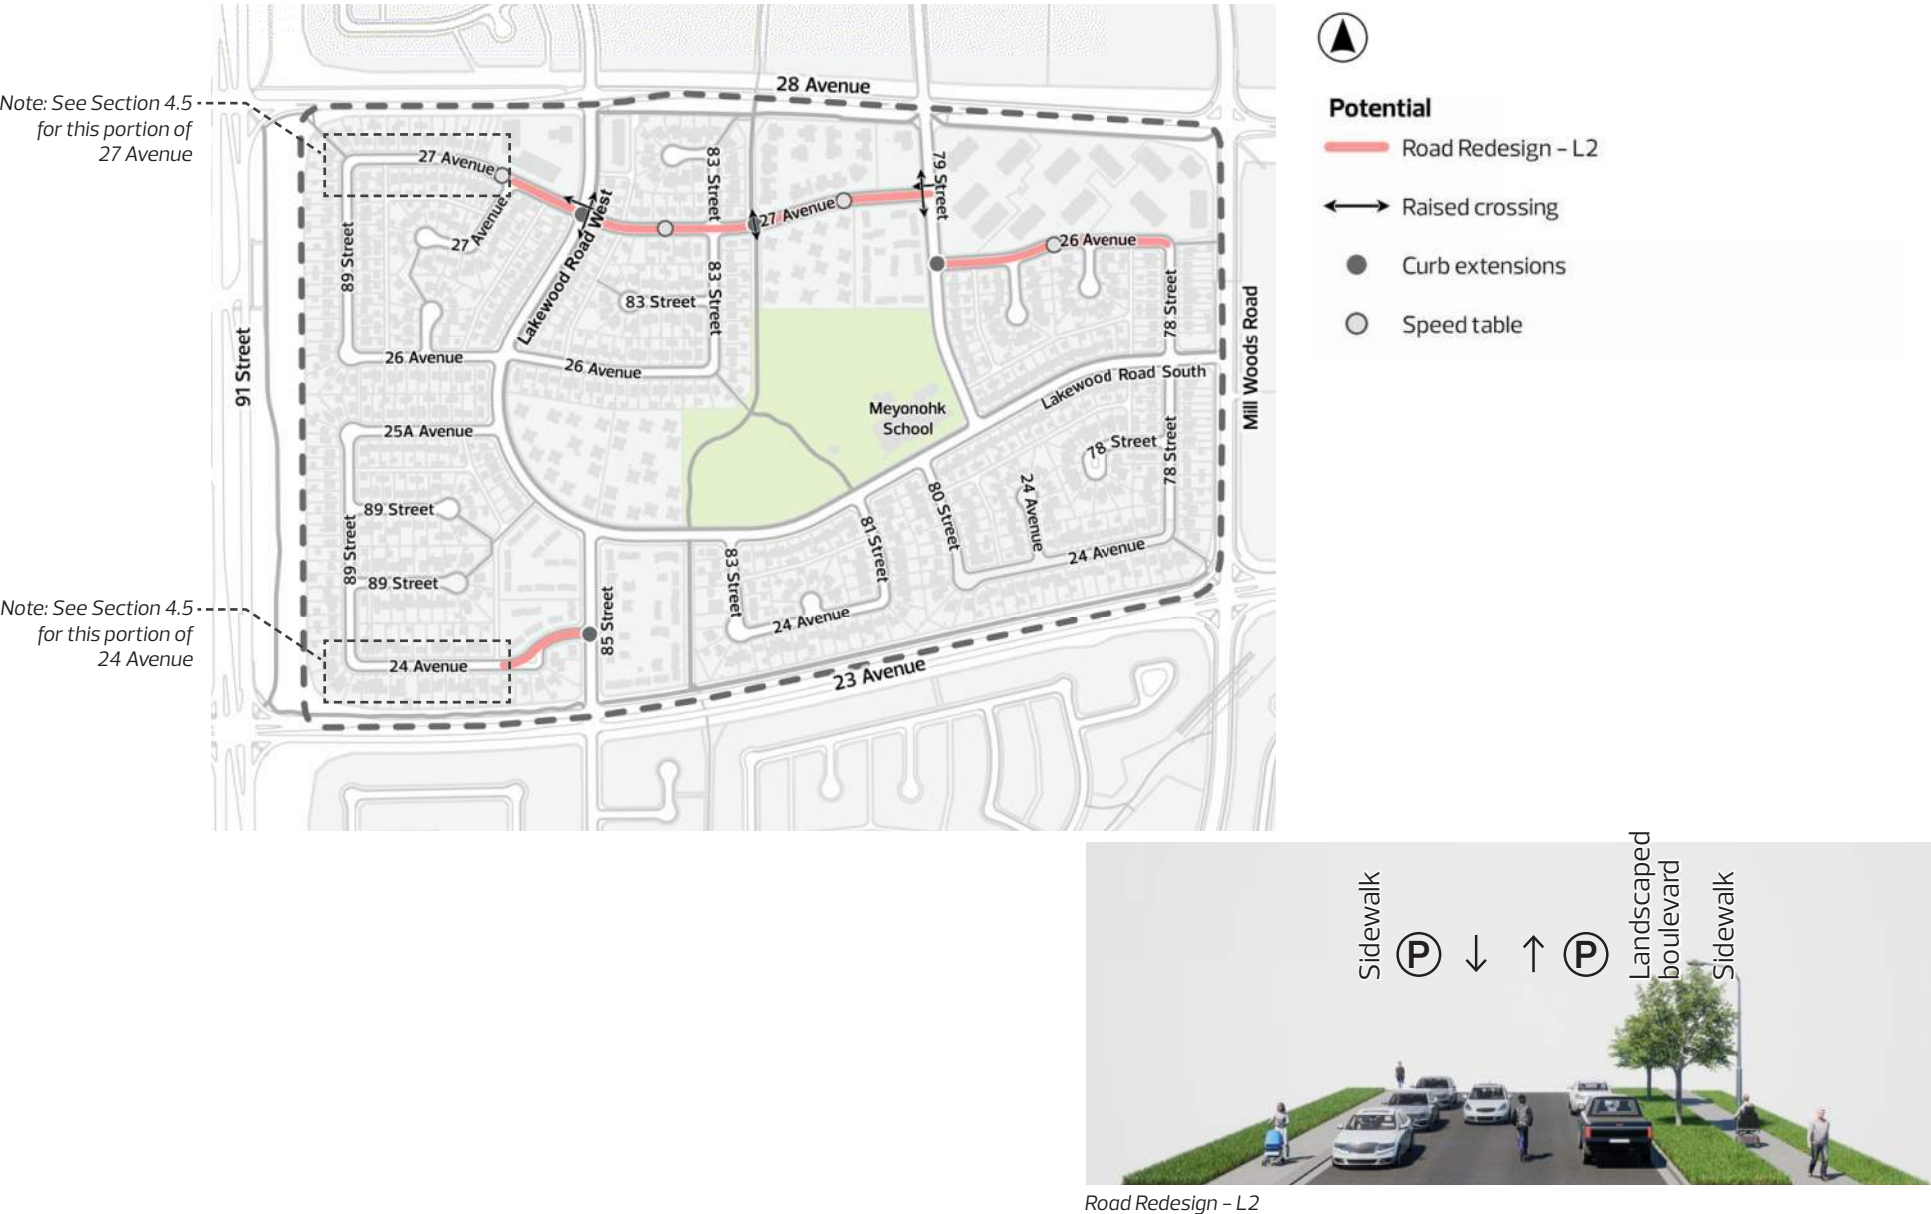 28 Avenue
Note: See Section 4.5
for this portion of
27 Avenue
Potential
Road Redesign – L2
Raised crossing
Curb extensions
Speed table
27 Avenue
83 Street
79 Street
27 Avenue
27 Avenue
Lakewood Road West
89 Street
26 Avenue
83 Street
83 Street
78 Street
Mill Woods Road
91 Street
26 Avenue
26 Avenue
Lakewood Road South
Meyonohk
School
25A Avenue
78 Street
78 Street
89 Street
80 Street
24 Avenue
81 Street
89 Street
89 Street
83 Street
24 Avenue
85 Street
24 Avenue
Note: See Section 4.5
for this portion of
24 Avenue
24 Avenue
23 Avenue
Sidewalk
P
P
Landscaped
boulevard
Sidewalk
Road Redesign – L2